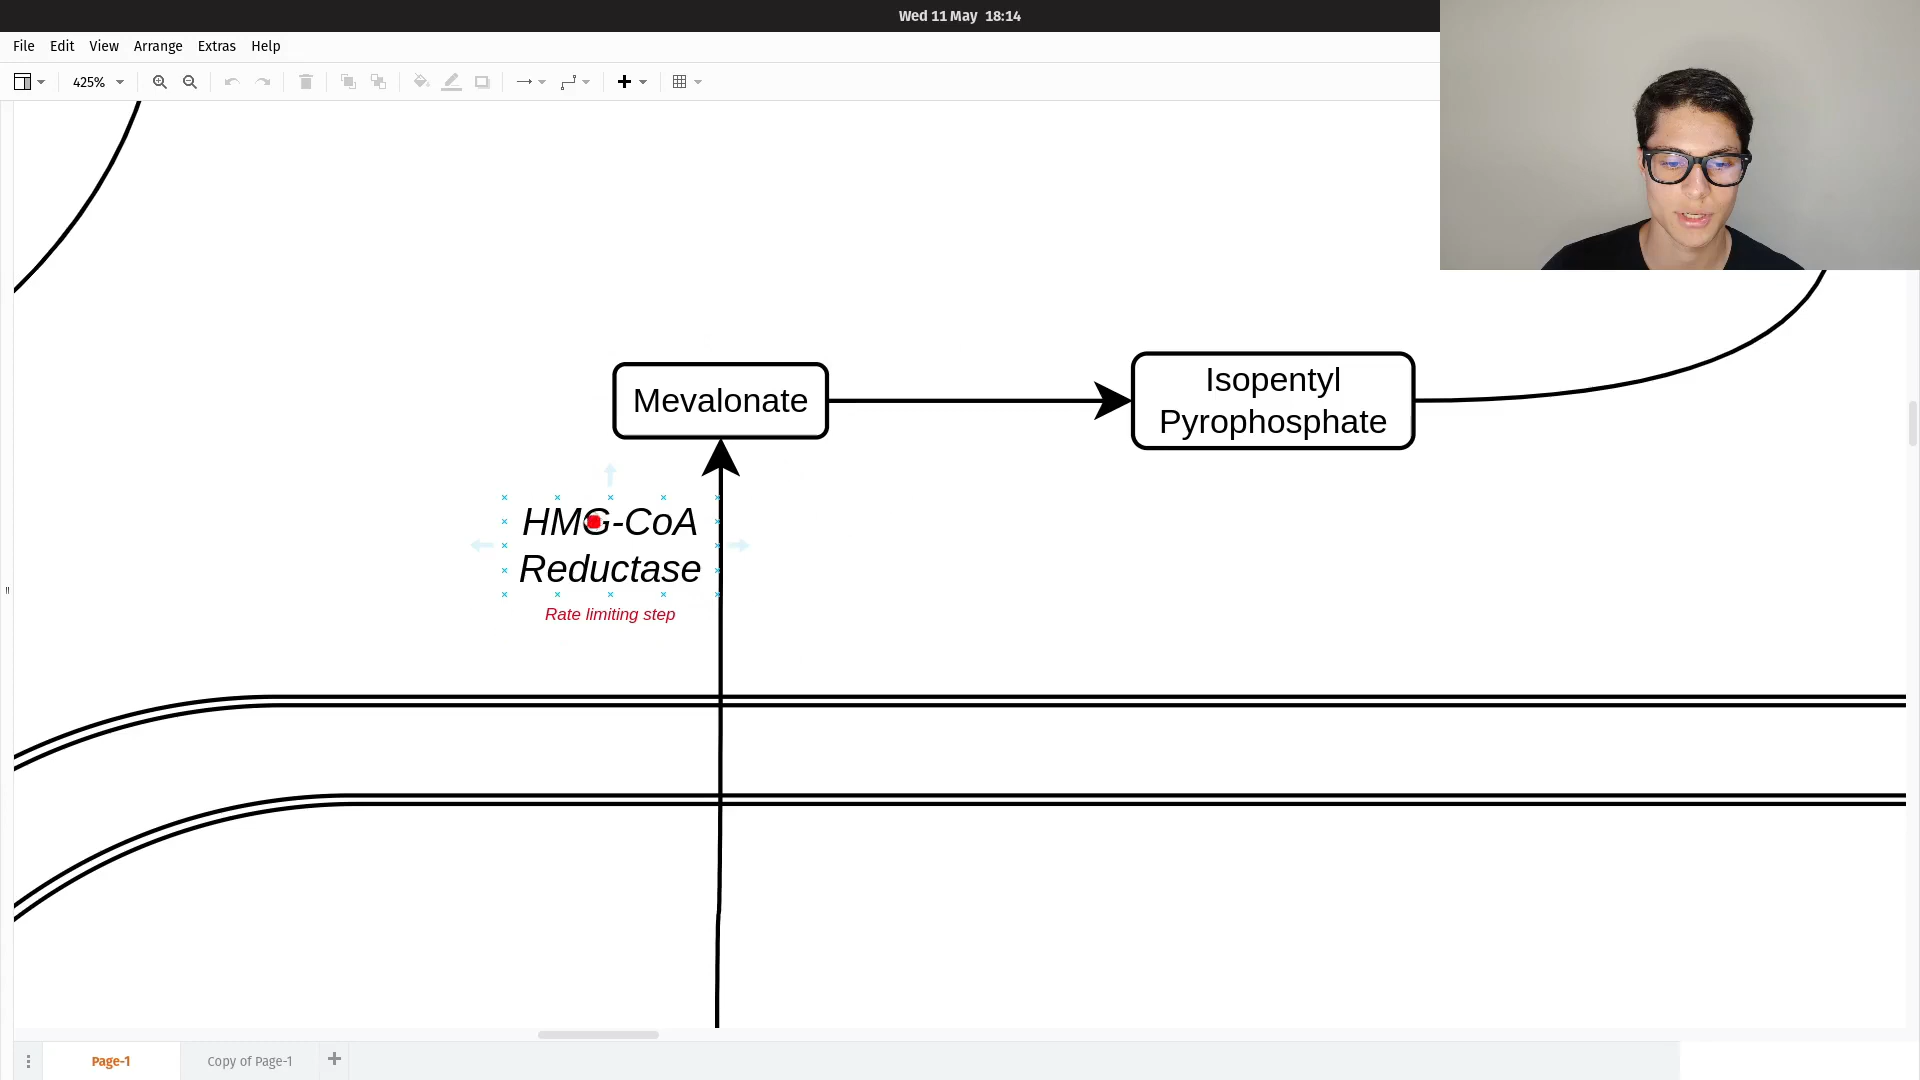 Wed 11 May 18:14
File Edit View Arrange Extras Help
425%
Mevalonate
Isopentyl
Pyrophosphate
HMG-CoA
Reductase
Rate limiting step
Page-1 Copy of Page-1